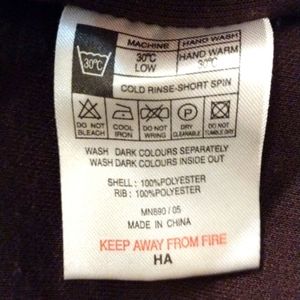 MACHINE HAND WASH
30°C 30°C HAND WARM
LOW 30°C
COLD RINSE-SHORT SPIN
DO NOT BLEACH
COOL IRON
DO NOT WRING
DRY CLEANABLE
DO NOT TUMBLE DRY
WASH DARK COLOURS SEPARATELY
WASH DARK COLOURS INSIDE OUT
SHELL : 100%POLYESTER
RIB : 100%POLYESTER
MN890 / 05
MADE IN CHINA
KEEP AWAY FROM FIRE
HA